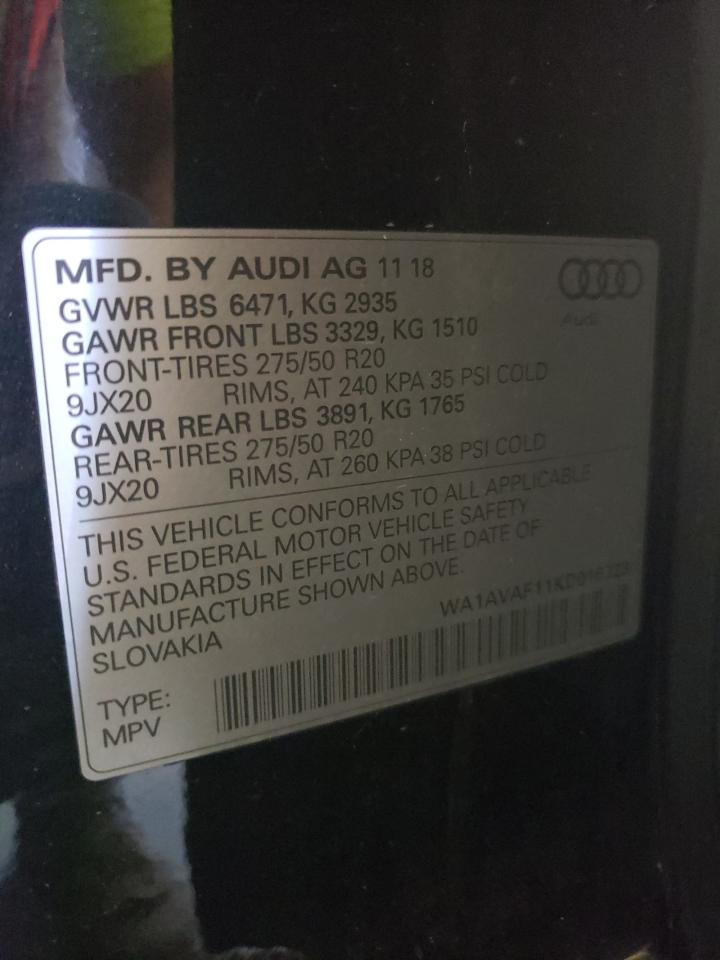 MFD. BY AUDI AG 11 18
Audi
GVWR LBS 6471, KG 2935
GAWR FRONT LBS 3329, KG 1510
FRONT-TIRES 275/50 R20
9JX20 RIMS, AT 240 KPA 35 PSI COLD
GAWR REAR LBS 3891, KG 1765
REAR-TIRES 275/50 R20
9JX20 RIMS, AT 260 KPA 38 PSI COLD
THIS VEHICLE CONFORMS TO ALL APPLICABLE
U.S. FEDERAL MOTOR VEHICLE SAFETY
STANDARDS IN EFFECT ON THE DATE OF
MANUFACTURE SHOWN ABOVE.
SLOVAKIA
TYPE:
MPV